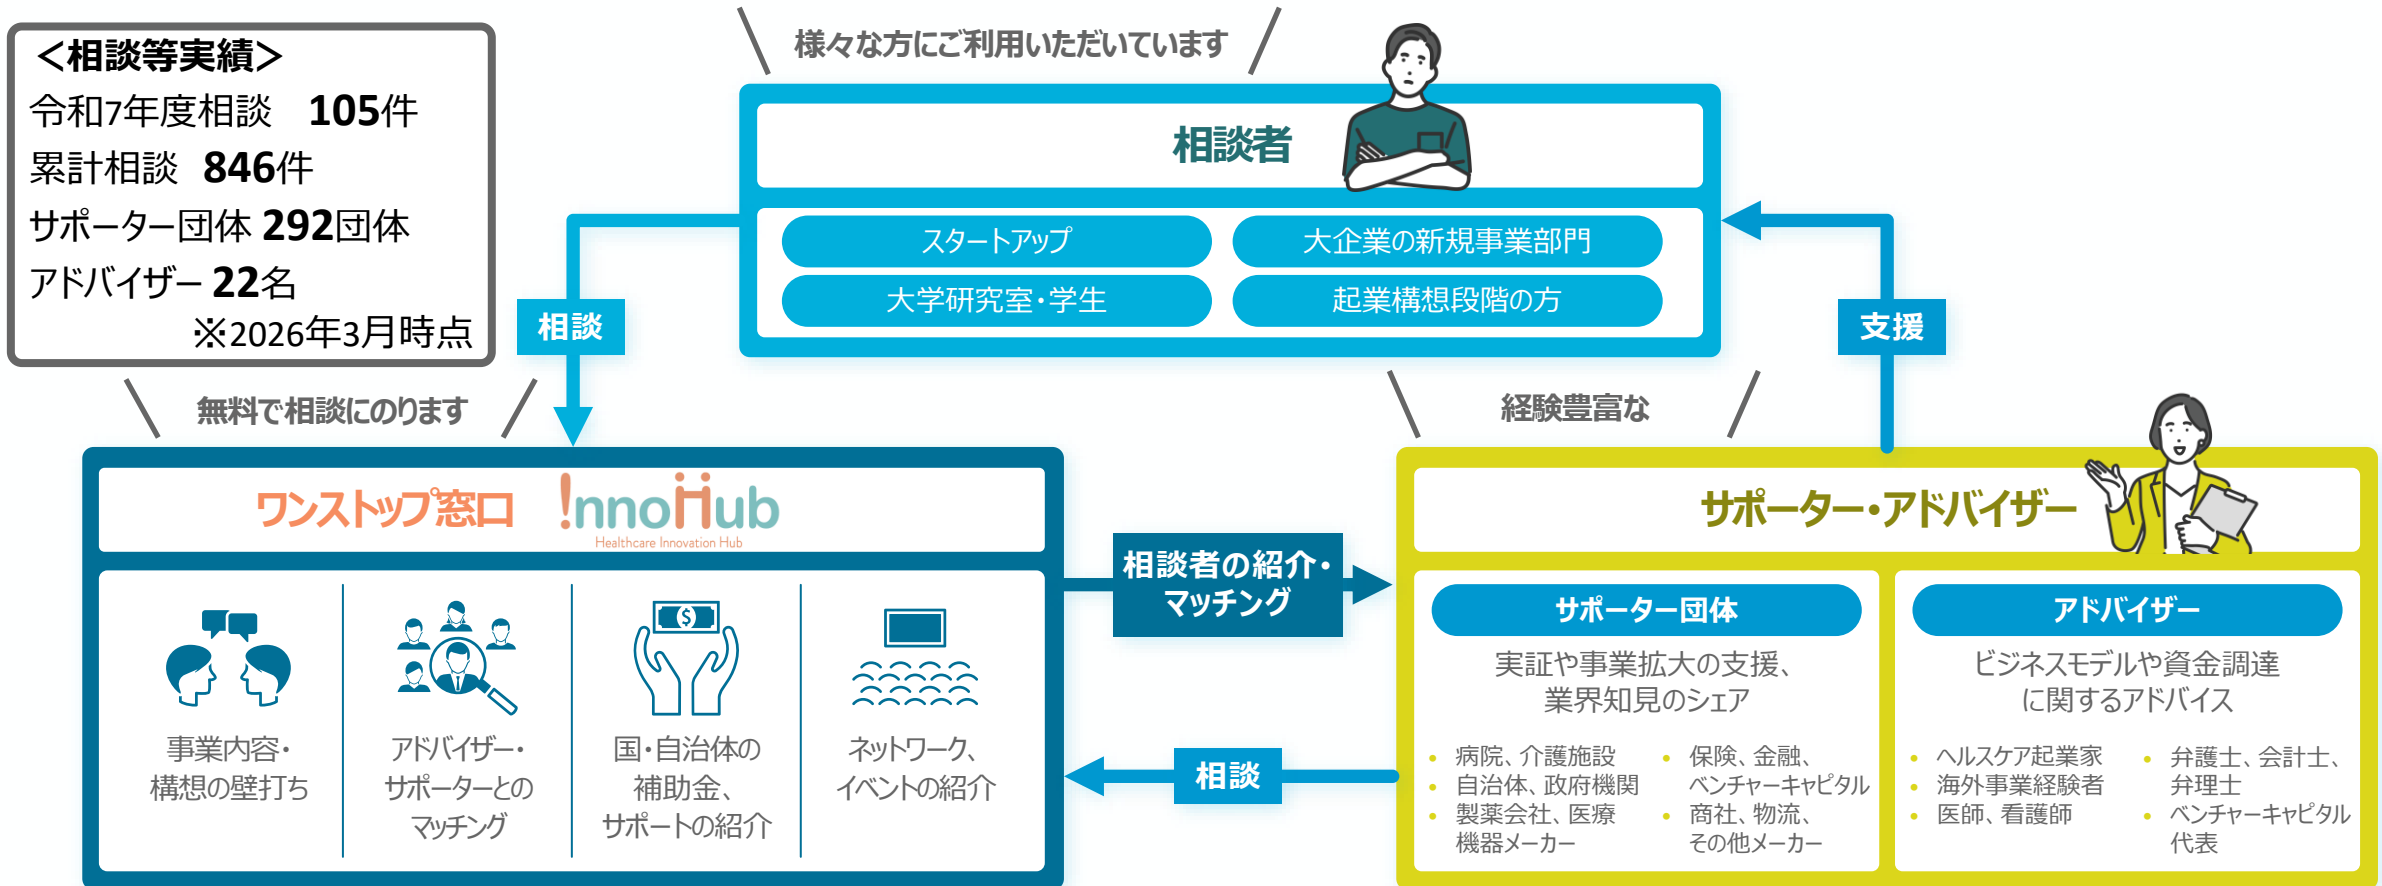 ＜相談等実績＞
令和7年度相談　105件
累計相談　846件
サポーター団体 292団体
アドバイザー 22名
※2026年3月時点
様々な方にご利用いただいています
相談者
スタートアップ
大企業の新規事業部門
大学研究室・学生
起業構想段階の方
相談
支援
無料で相談にのります
経験豊富な
ワンストップ窓口
InnoHub
Healthcare Innovation Hub
事業内容・
構想の壁打ち
アドバイザー・
サポーターとの
マッチング
国・自治体の
補助金、
サポートの紹介
ネットワーク、
イベントの紹介
相談者の紹介・
マッチング
相談
サポーター・アドバイザー
サポーター団体
実証や事業拡大の支援、
業界知見のシェア
• 病院、介護施設
• 自治体、政府機関
• 製薬会社、医療
機器メーカー
• 保険、金融、
ベンチャーキャピタル
• 商社、物流、
その他メーカー
アドバイザー
ビジネスモデルや資金調達
に関するアドバイス
• ヘルスケア起業家
• 海外事業経験者
• 医師、看護師
• 弁護士、会計士、
弁理士
• ベンチャーキャピタル
代表